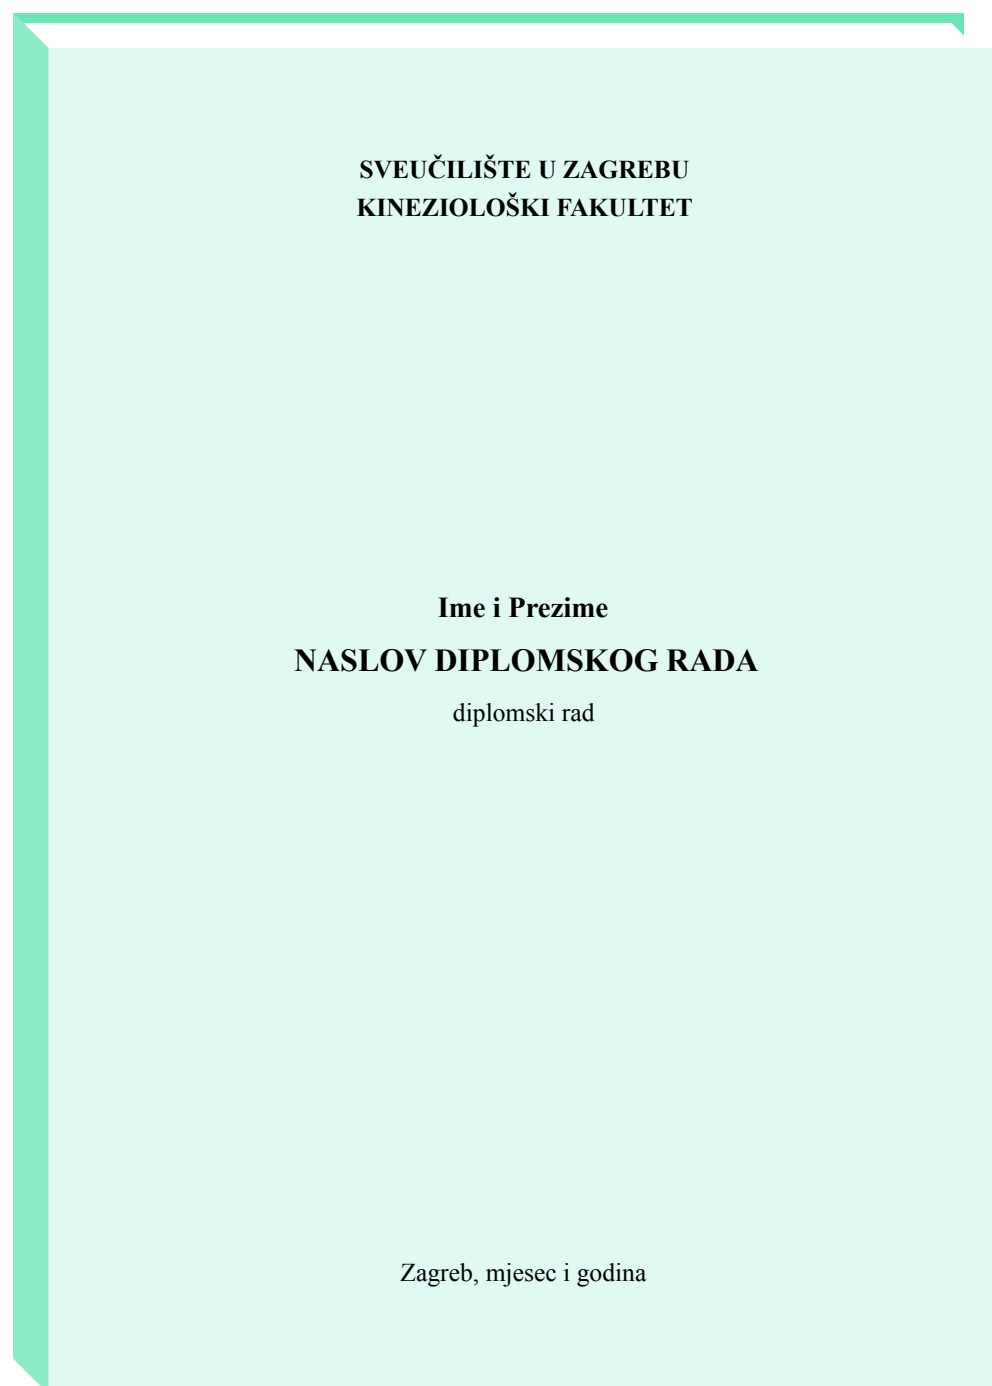 SVEUČILIŠTE U ZAGREBU
KINEZIOLOŠKI FAKULTET
Ime i Prezime
NASLOV DIPLOMSKOG RADA
diplomski rad
Zagreb, mjesec i godina